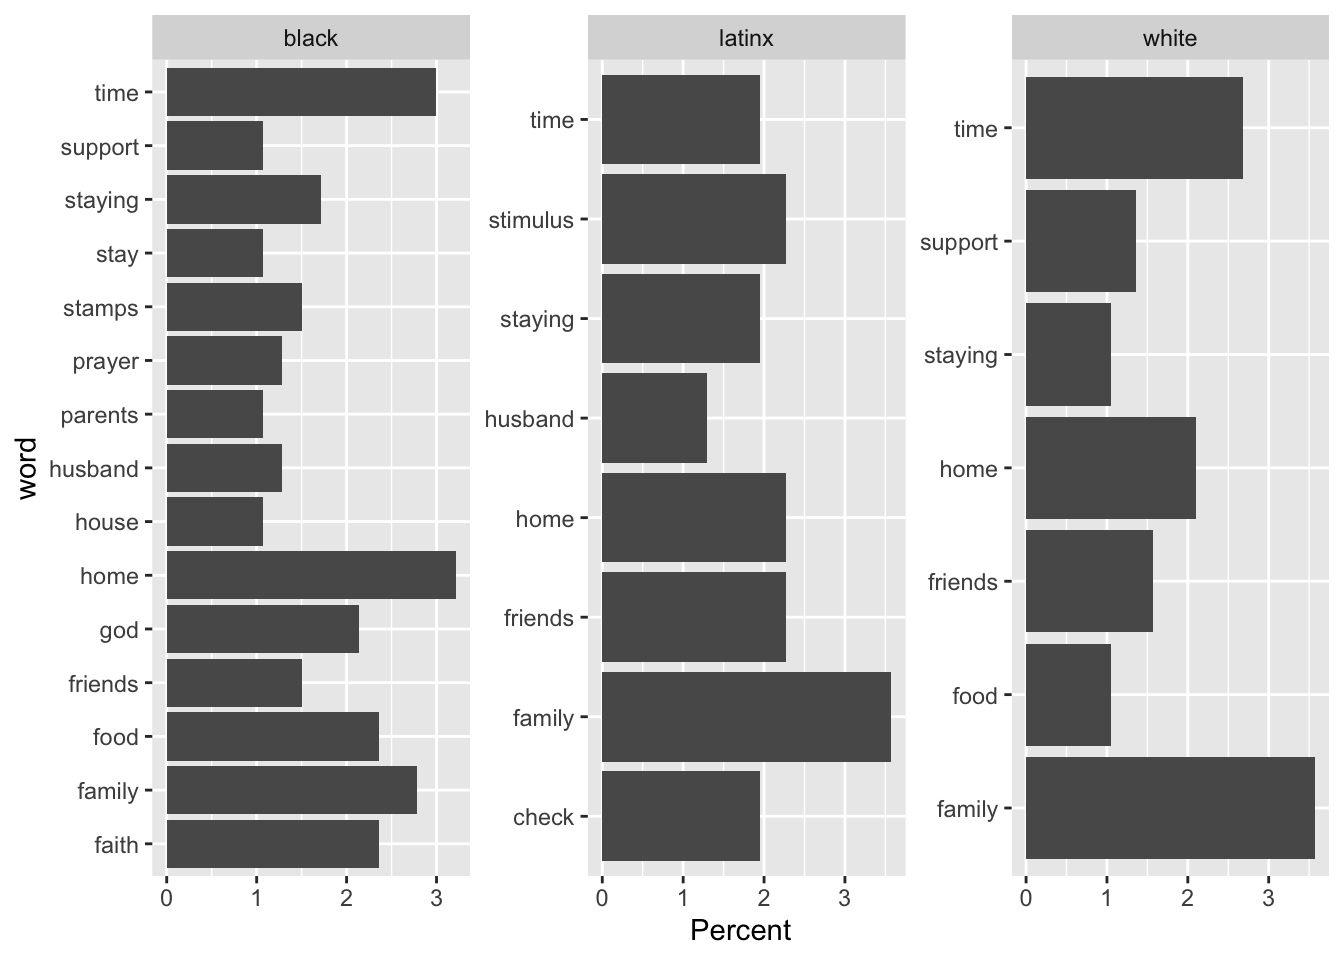 black
latinx
white
word
time
support
staying
stay
stamps
prayer
parents
husband
house
home
god
friends
food
family
faith
0 1 2 3
time
stimulus
staying
husband
home
friends
family
check
0 1 2 3
time
support
staying
home
friends
food
family
0 1 2 3
Percent